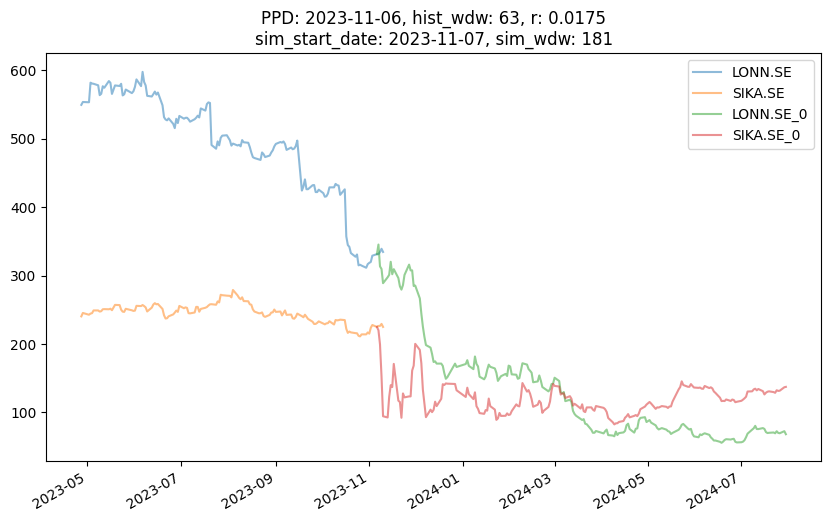 PPD: 2023-11-06, hist_wdw: 63, r: 0.0175
sim_start_date: 2023-11-07, sim_wdw: 181
LONN.SE
SIKA.SE
LONN.SE_0
SIKA.SE_0
600
500
400
300
200
100
2023-05
2023-07
2023-09
2023-11
2024-01
2024-03
2024-05
2024-07